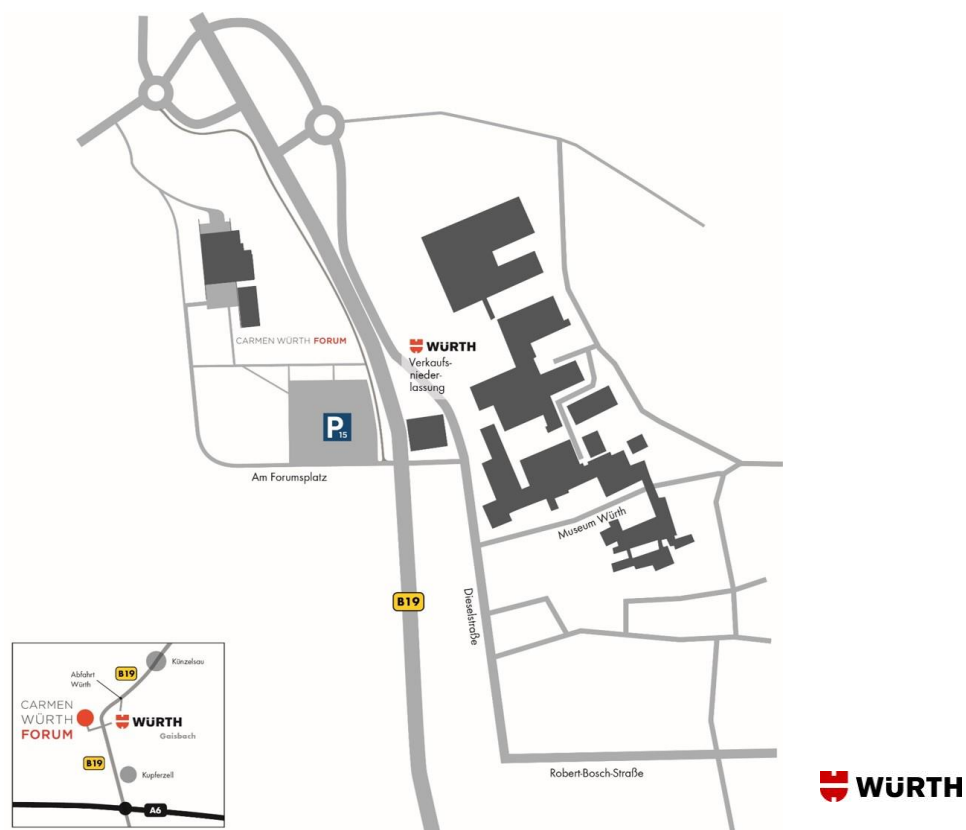 CARMEN WÜRTH FORUM
WÜRTH
Verkaufs-
nieder-
lassung
P
15
Am Forumsplatz
Museum Würth
B19
Dieselstraße
Robert-Bosch-Straße
Künzelsau
B19
Abfahrt
Würth
CARMEN
WÜRTH
FORUM
WÜRTH
Gaisbach
B19
Kupferzell
A6
WÜRTH